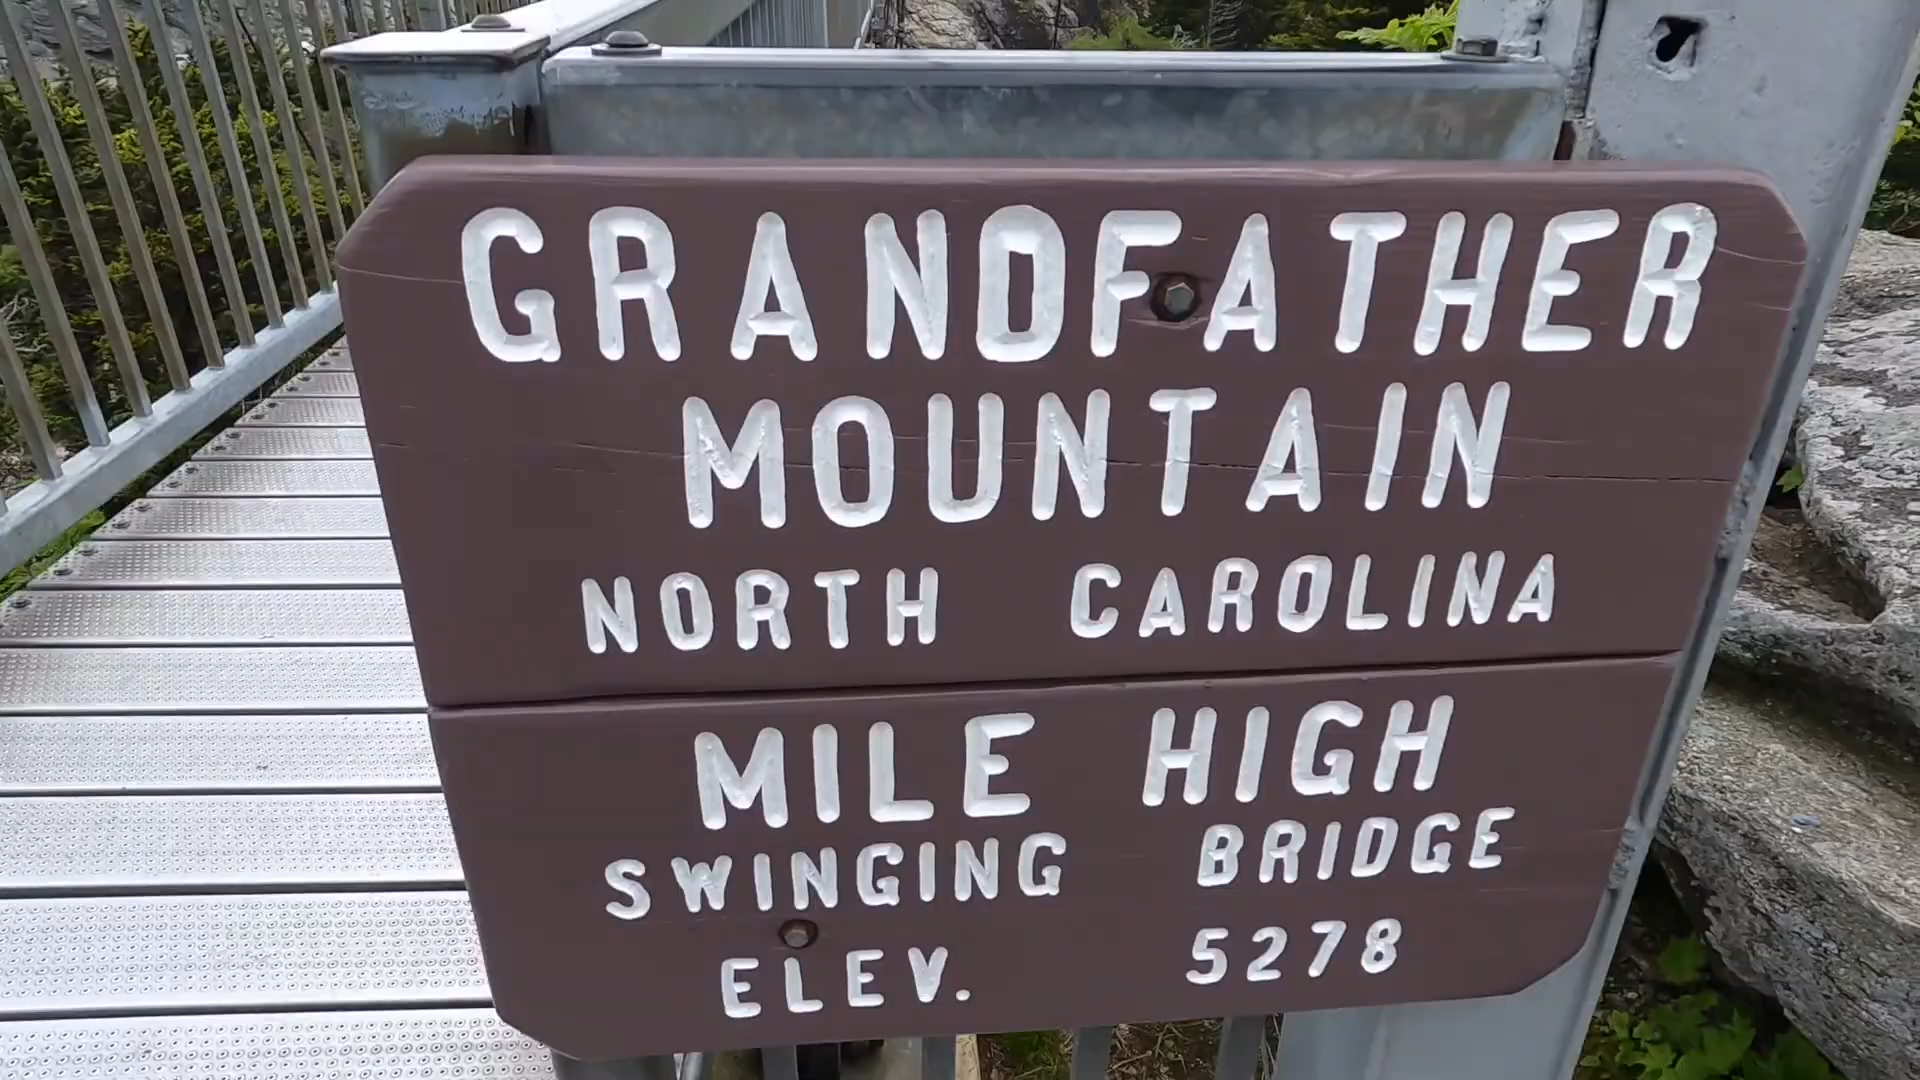 GRANDFATHER
MOUNTAIN
NORTH CAROLINA
MILE HIGH
SWINGING BRIDGE
ELEV. 5278